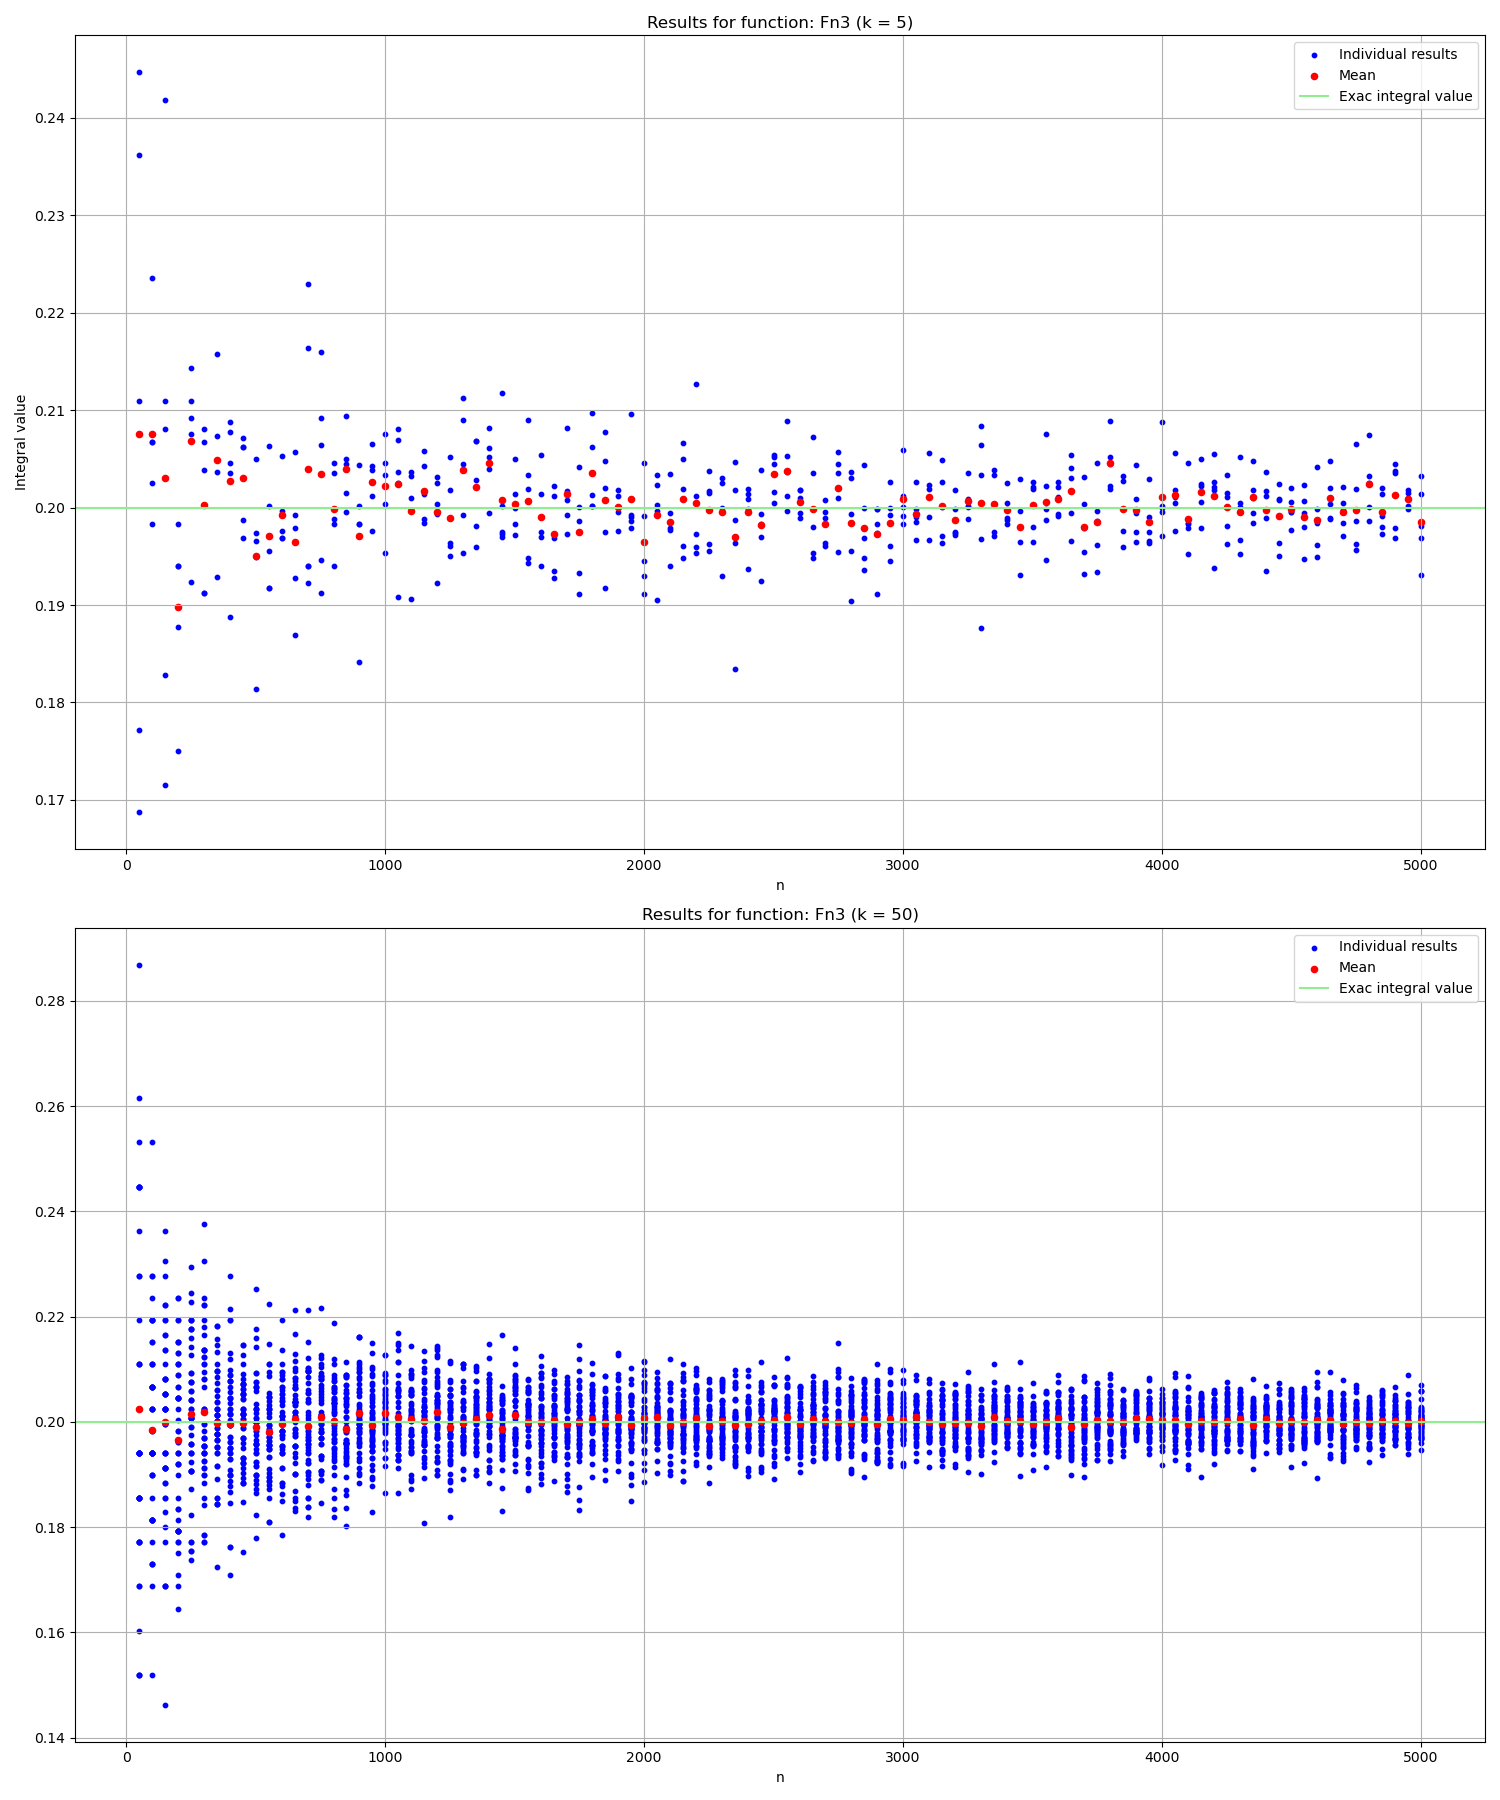 Results for function: Fn3 (k = 5)
Individual results
Mean
Exac integral value
Integral value
0.24
0.23
0.22
0.21
0.20
0.19
0.18
0.17
0 1000 2000 3000 4000 5000
n
Results for function: Fn3 (k = 50)
Individual results
Mean
Exac integral value
0.28
0.26
0.24
0.22
0.20
0.18
0.16
0.14
0 1000 2000 3000 4000 5000
n